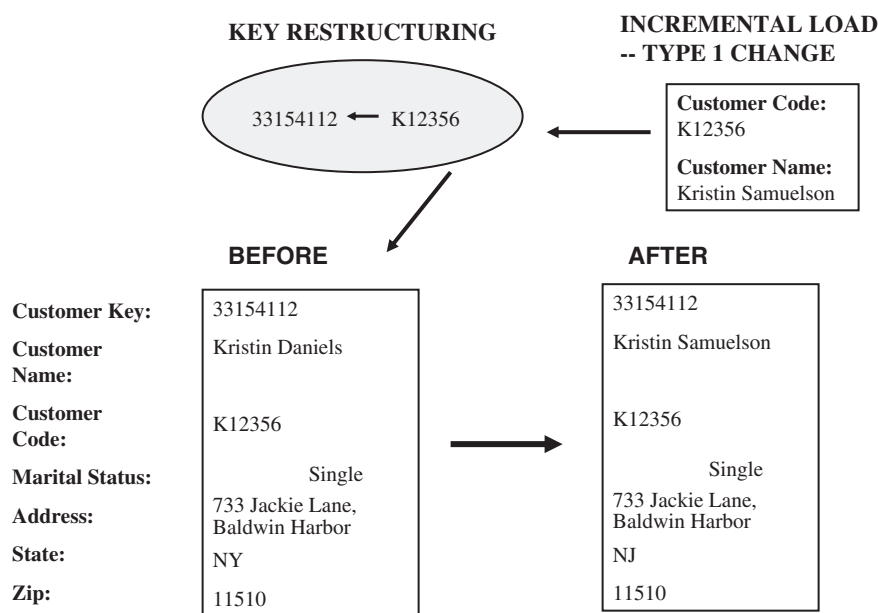 KEY RESTRUCTURING
INCREMENTAL LOAD
-- TYPE 1 CHANGE
33154112
K12356
Customer Code:
K12356
Customer Name:
Kristin Samuelson
BEFORE
AFTER
Customer Key:
33154112
33154112
Customer
Name:
Kristin Daniels
Kristin Samuelson
Customer
Code:
K12356
K12356
Marital Status:
Single
Single
Address:
733 Jackie Lane,
Baldwin Harbor
733 Jackie Lane,
Baldwin Harbor
State:
NY
NJ
Zip:
11510
11510